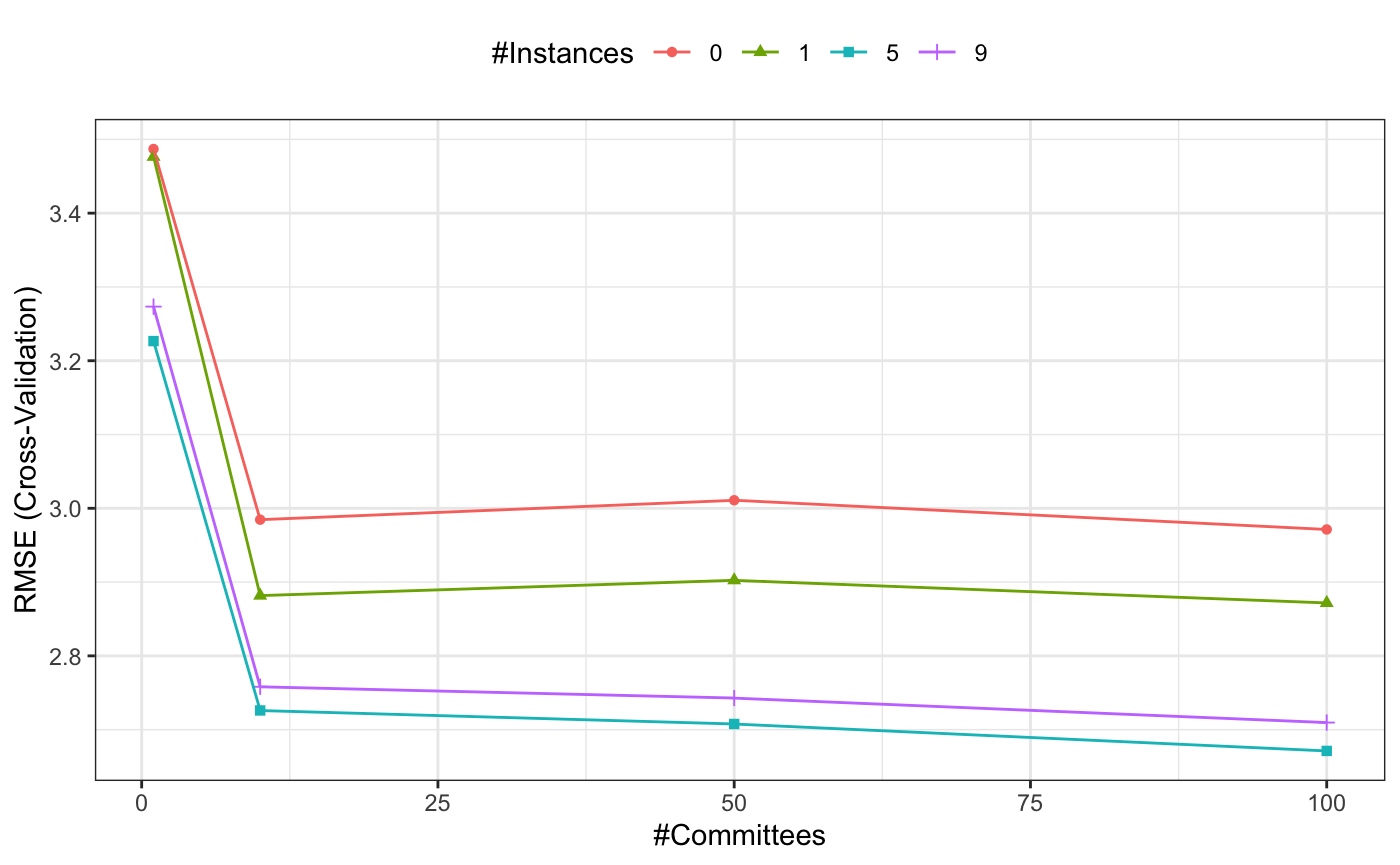 #Instances 0 1 5 9
3.4
3.2
3.0
2.8
RMSE (Cross-Validation)
0 25 50 75 100
#Committees